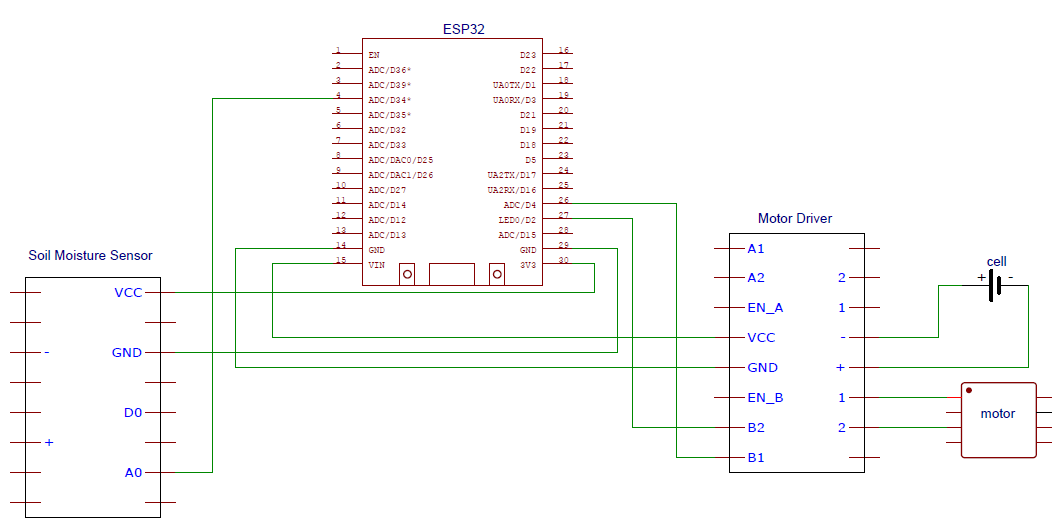 ESP32
1 EN D23 16
2 ADC/D36* D22 17
3 ADC/D39* UA0TX/D1 18
4 ADC/D34* UA0RX/D3 19
5 ADC/D35* D21 20
6 ADC/D32 D19 21
7 ADC/D33 D18 22
8 ADC/DAC0/D25 D5 23
9 ADC/DAC1/D26 UA2TX/D17 24
10 ADC/D27 UA2RX/D16 25
11 ADC/D14 ADC/D4 26
12 ADC/D12 LED0/D2 27
13 ADC/D13 ADC/D15 28
14 GND GND 29
15 VIN 3V3 30
Soil Moisture Sensor
VCC
- GND
D0
+
A0
Motor Driver
A1
A2 2
EN_A 1
VCC -
GND +
EN_B 1
B2 2
B1
cell
+ -
motor